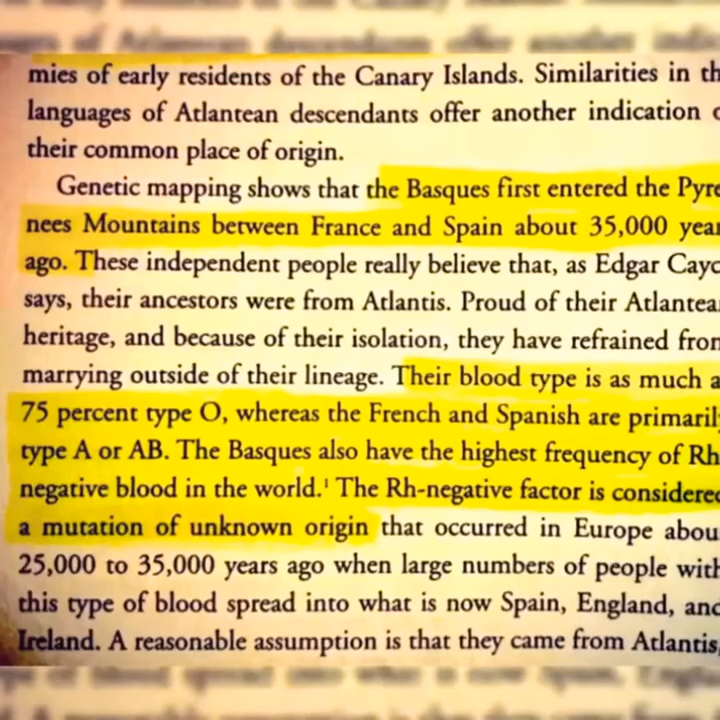 mies of early residents of the Canary Islands. Similarities in th
languages of Atlantean descendants offer another indication o
their common place of origin.
Genetic mapping shows that the Basques first entered the Pyre
nees Mountains between France and Spain about 35,000 year
ago. These independent people really believe that, as Edgar Cayc
says, their ancestors were from Atlantis. Proud of their Atlantea
heritage, and because of their isolation, they have refrained from
marrying outside of their lineage. Their blood type is as much a
75 percent type O, whereas the French and Spanish are primaril
type A or AB. The Basques also have the highest frequency of Rh
negative blood in the world.¹ The Rh-negative factor is considered
a mutation of unknown origin that occurred in Europe abou
25,000 to 35,000 years ago when large numbers of people with
this type of blood spread into what is now Spain, England, and
Ireland. A reasonable assumption is that they came from Atlantis,